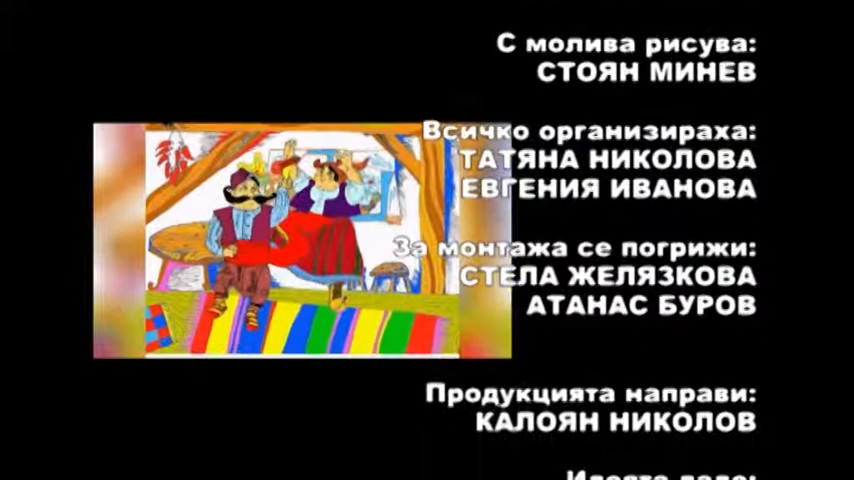 С молива рисува:
СТОЯН МИНЕВ
Всичко организираха:
ТАТЯНА НИКОЛОВА
ЕВГЕНИЯ ИВАНОВА
За монтажа се погрижи:
СТЕЛА ЖЕЛЯЗКОВА
АТАНАС БУРОВ
Продукцията направи:
КАЛОЯН НИКОЛОВ